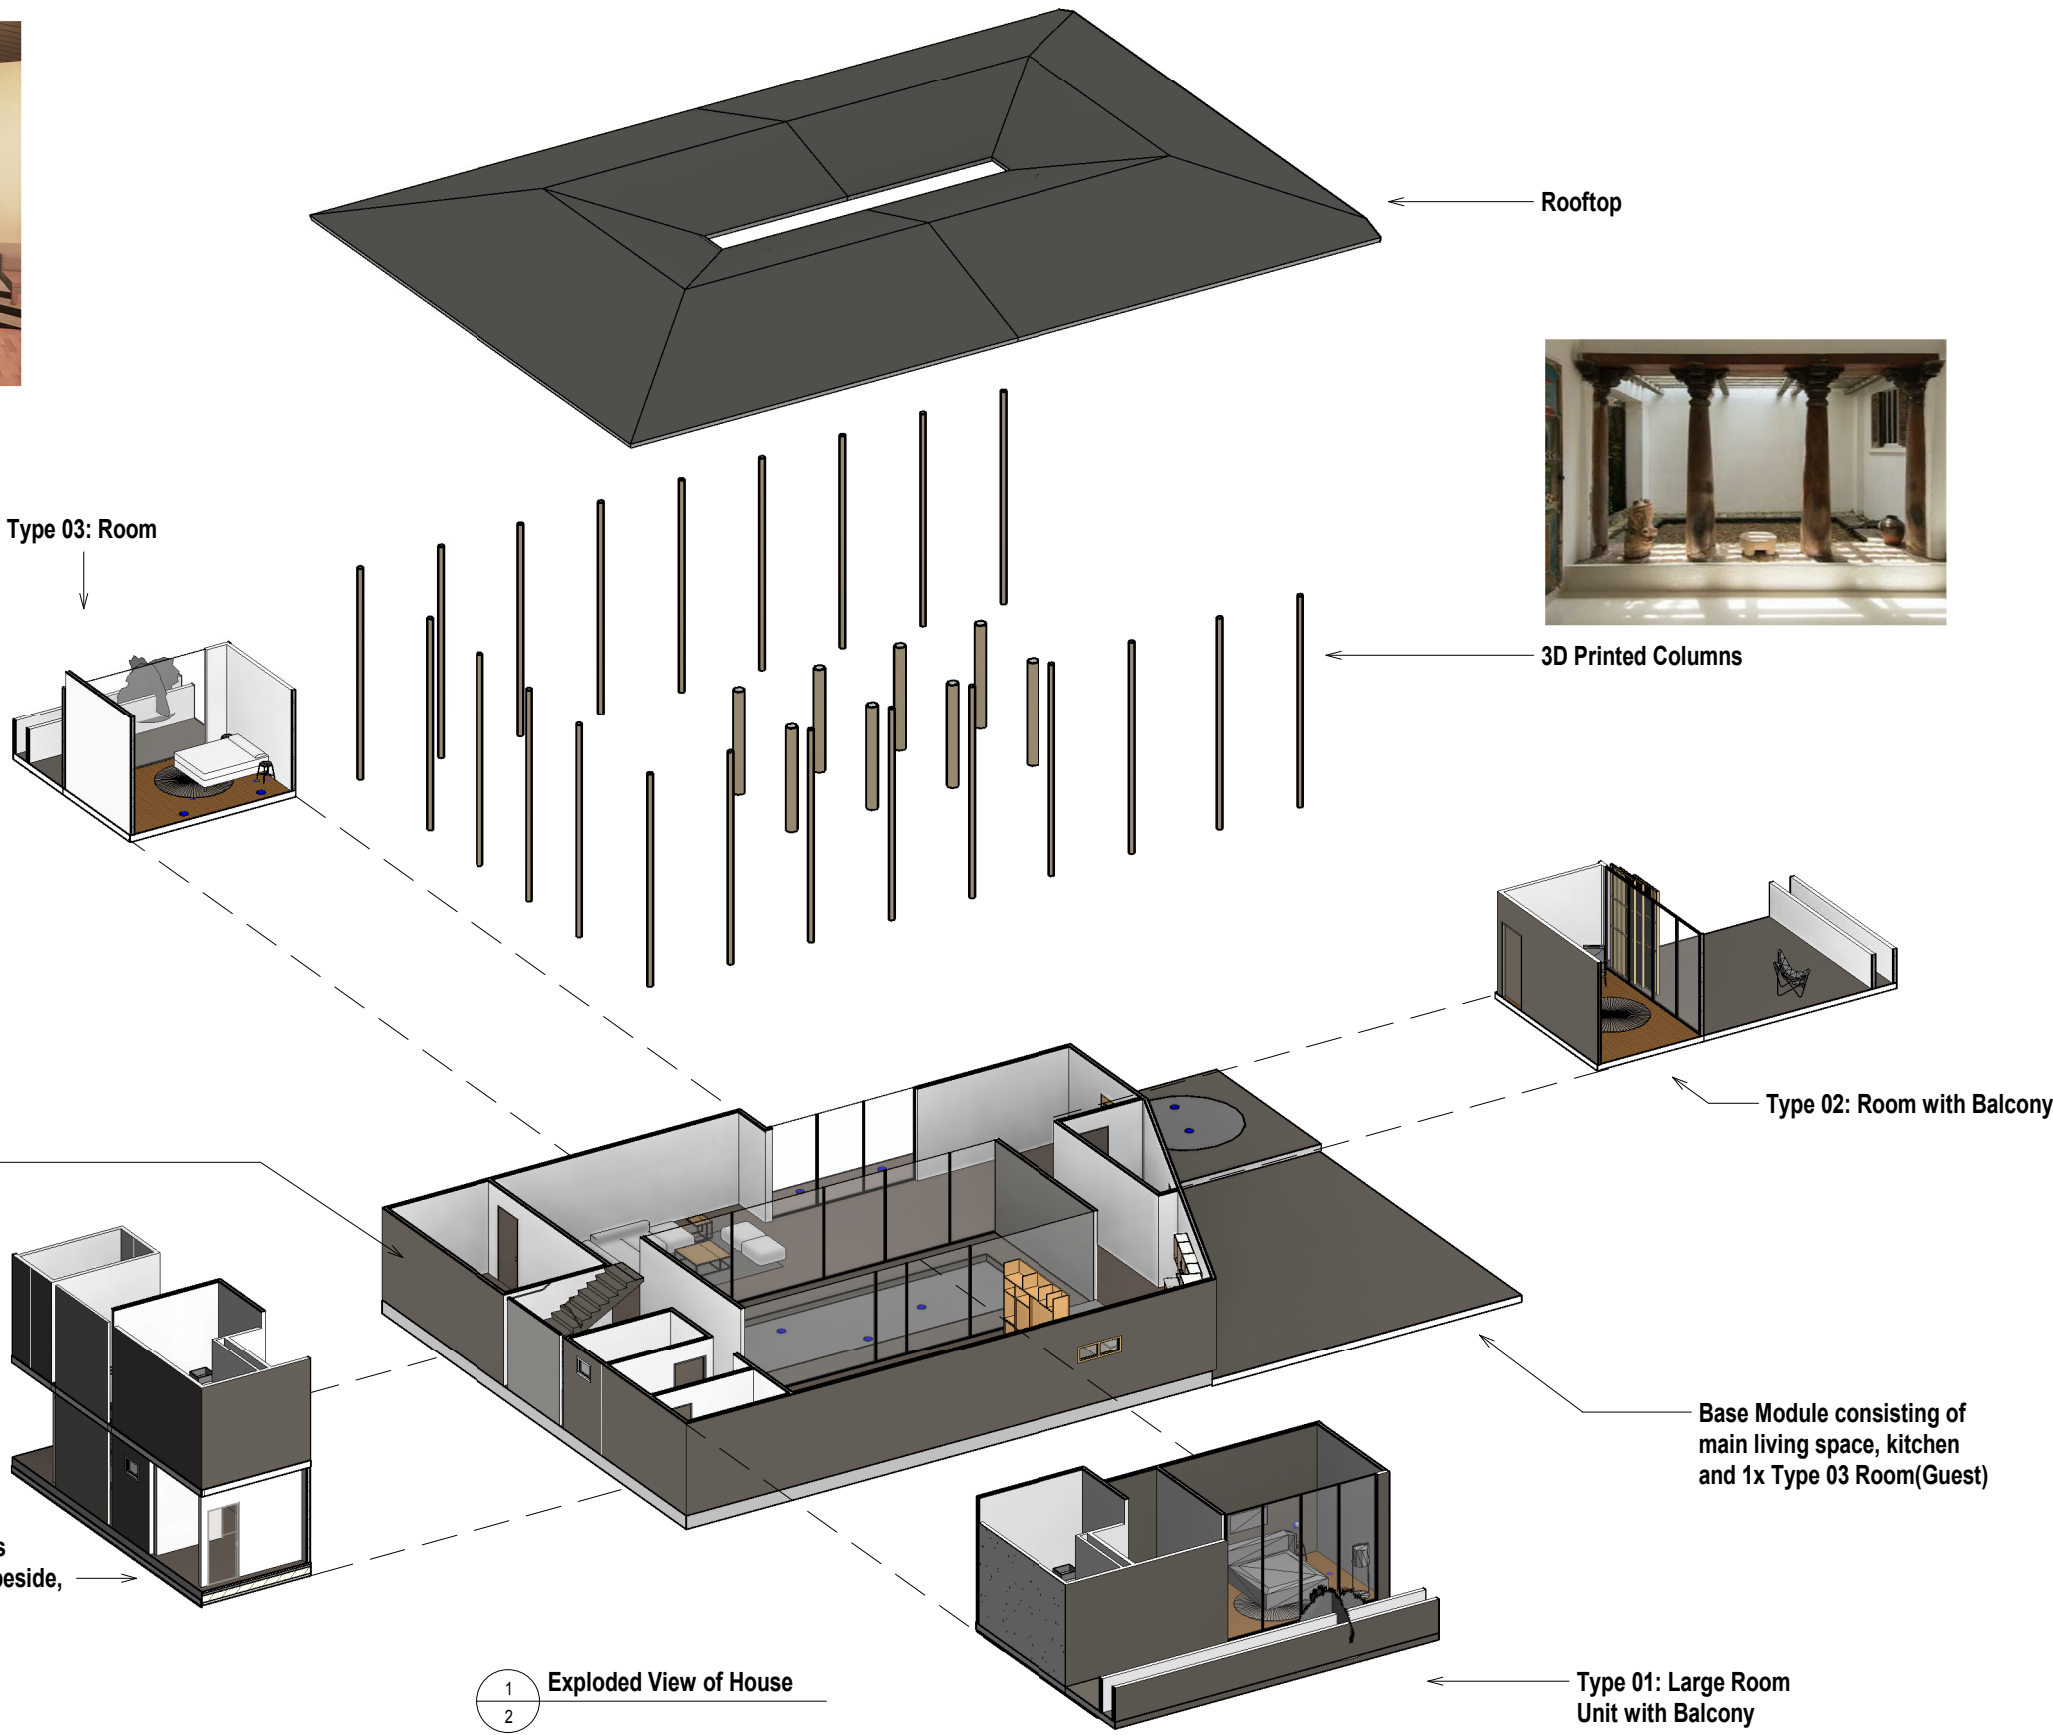 Rooftop
Type 03: Room
3D Printed Columns
Type 02: Room with Balcony
Base Module consisting of
main living space, kitchen
and 1x Type 03 Room(Guest)
beside,
1
2
Exploded View of House
Type 01: Large Room
Unit with Balcony